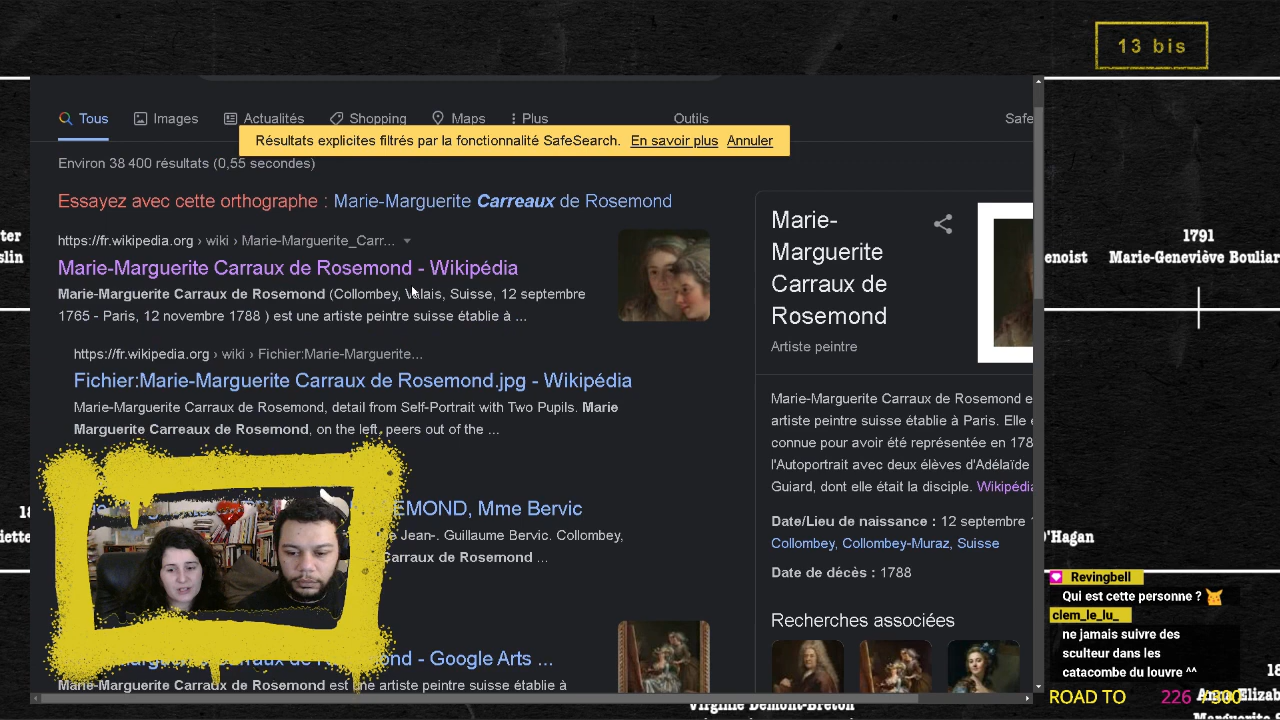 13 bis
Tous
Images
Actualités
Shopping
Maps
Plus
Outils
Safe
Résultats explicites filtrés par la fonctionnalité SafeSearch. En savoir plus Annuler
Environ 38 400 résultats (0,55 secondes)
Essayez avec cette orthographe : Marie-Marguerite Carreaux de Rosemond
https://fr.wikipedia.org › wiki › Marie-Marguerite_Carr...
Marie-Marguerite Carraux de Rosemond - Wikipédia
Marie-Marguerite Carraux de Rosemond (Collombey, Valais, Suisse, 12 septembre
1765 - Paris, 12 novembre 1788 ) est une artiste peintre suisse établie à ...
https://fr.wikipedia.org › wiki › Fichier:Marie-Marguerite...
Fichier:Marie-Marguerite Carraux de Rosemond.jpg - Wikipédia
Marie-Marguerite Carraux de Rosemond, detail from Self-Portrait with Two Pupils. Marie
Marguerite Carreaux de Rosemond, on the left, peers out of the ...
EMOND, Mme Bervic
Jean-. Guillaume Bervic. Collombey,
Carraux de Rosemond ...
ond - Google Arts ...
Marie-Marguerite Carraux de Rosemond est une artiste peintre suisse établie à
Marie-
Marguerite
Carraux de
Rosemond
Artiste peintre
Marie-Marguerite Carraux de Rosemond e
artiste peintre suisse établie à Paris. Elle
connue pour avoir été représentée en 178
l'Autoportrait avec deux élèves d'Adélaïde
Guiard, dont elle était la disciple. Wikipédia
Date/Lieu de naissance : 12 septembre
Collombey, Collombey-Muraz, Suisse
Date de décès : 1788
Recherches associées
ter
slin
18
iette
enoist
1791
Marie-Geneviève Bouliar
O'Hagan
Revingbell
Qui est cette personne ?
clem_le_lu_
ne jamais suivre des
sculteur dans les
catacombe du louvre ^^
ROAD TO 226
18
Virginie Demont-Breton